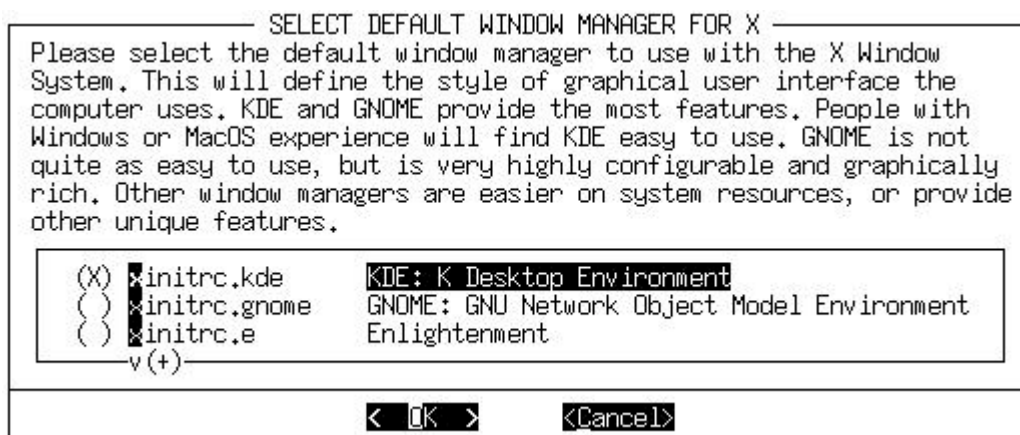 SELECT DEFAULT WINDOW MANAGER FOR X
Please select the default window manager to use with the X Window
System. This will define the style of graphical user interface the
computer uses. KDE and GNOME provide the most features. People with
Windows or MacOS experience will find KDE easy to use. GNOME is not
quite as easy to use, but is very highly configurable and graphically
rich. Other window managers are easier on system resources, or provide
other unique features.
(X) xinitrc.kde KDE: K Desktop Environment
( ) xinitrc.gnome GNOME: GNU Network Object Model Environment
( ) xinitrc.e Enlightenment
v(+)
< OK > <Cancel>